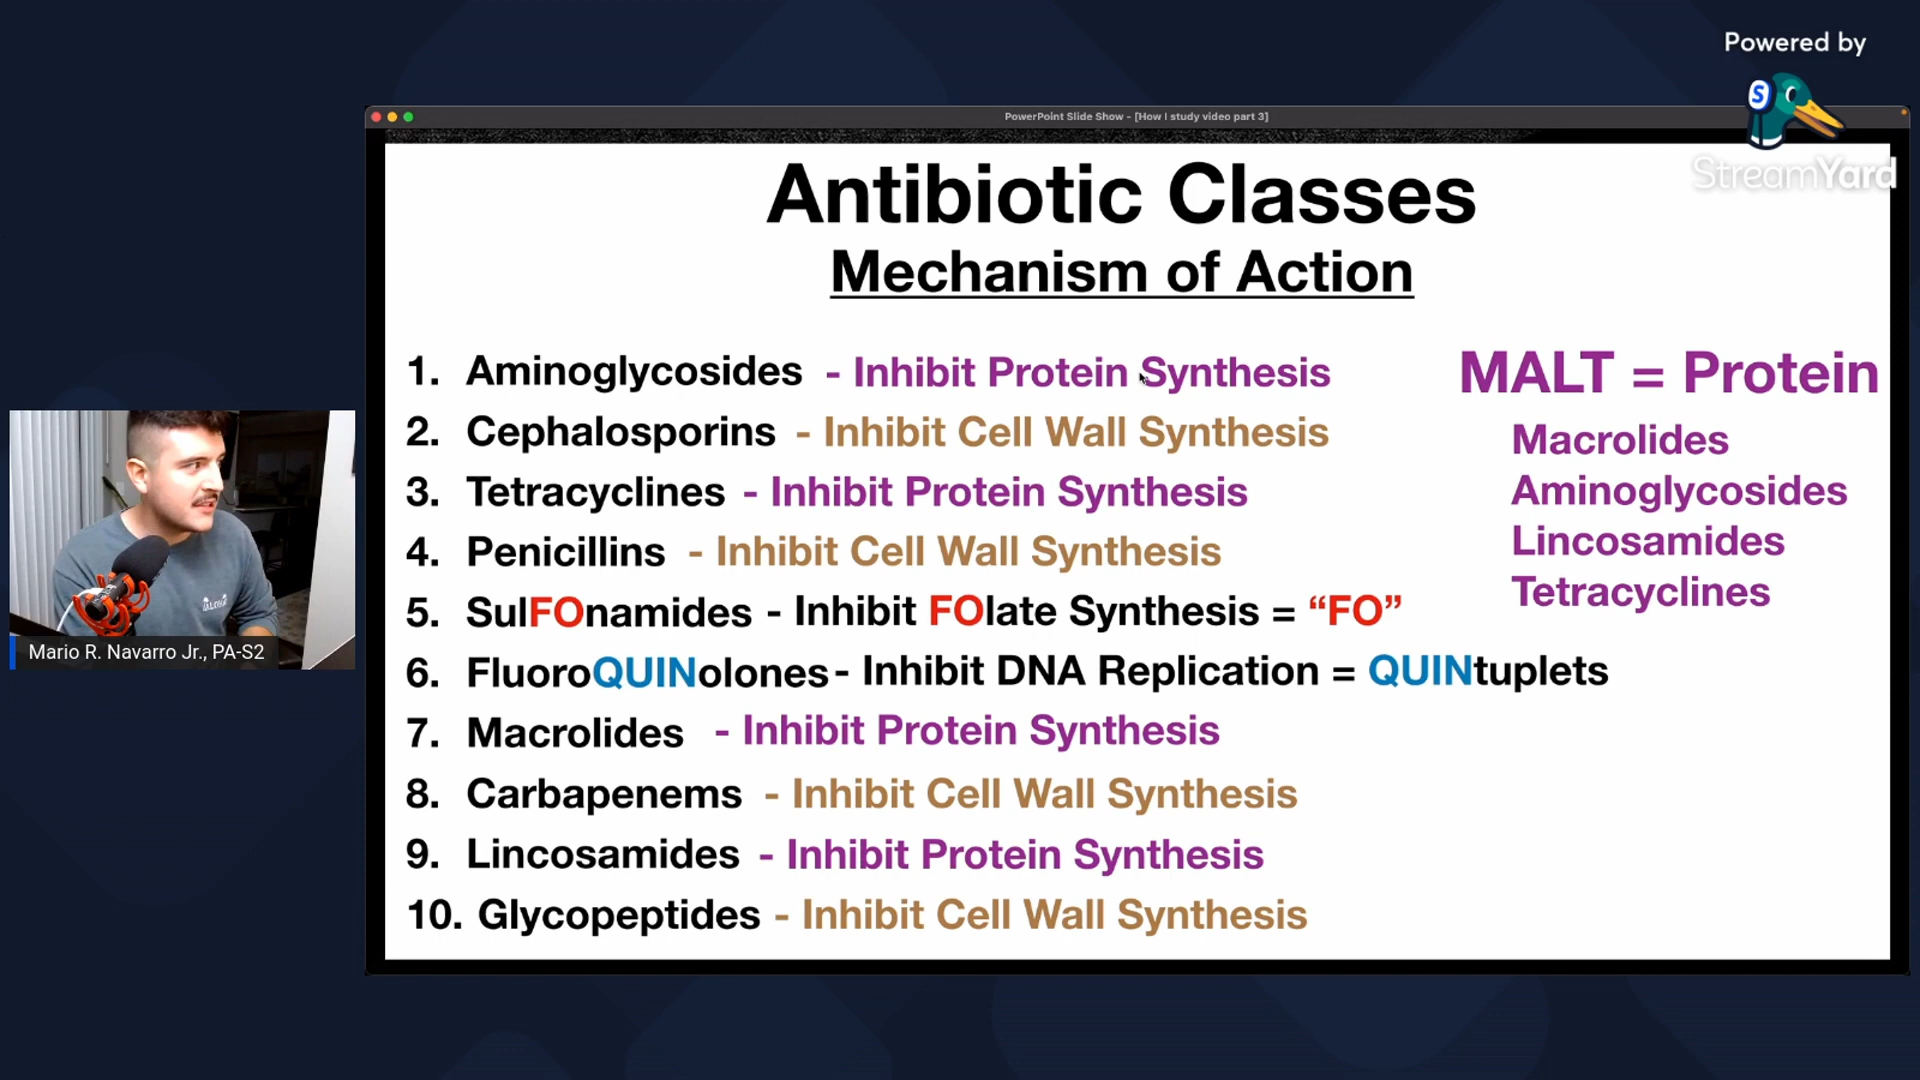 Powered by
S
StreamYard
PowerPoint Slide Show - [How I study video part 3]
Antibiotic Classes
Mechanism of Action
1. Aminoglycosides - Inhibit Protein Synthesis
2. Cephalosporins - Inhibit Cell Wall Synthesis
3. Tetracyclines - Inhibit Protein Synthesis
4. Penicillins - Inhibit Cell Wall Synthesis
5. SulFOnamides - Inhibit FOlate Synthesis = “FO”
6. FluoroQUINolones - Inhibit DNA Replication = QUINtuplets
7. Macrolides - Inhibit Protein Synthesis
8. Carbapenems - Inhibit Cell Wall Synthesis
9. Lincosamides - Inhibit Protein Synthesis
10. Glycopeptides - Inhibit Cell Wall Synthesis
MALT = Protein
Macrolides
Aminoglycosides
Lincosamides
Tetracyclines
Mario R. Navarro Jr., PA-S2